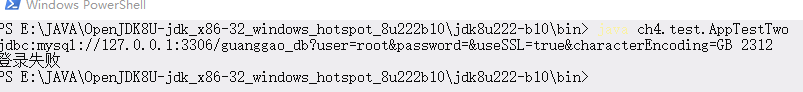 Windows PowerShell
PS E:\JAVA\OpenJDK8U-jdk_x86-32_windows_hotspot_8u222b10\jdk8u222-b10\bin> java ch4.test.AppTestTwo
jdbc:mysql://127.0.0.1:3306/guanggao_db?user=root&password=&useSSL=true&characterEncoding=GB 2312
登录失败
PS E:\JAVA\OpenJDK8U-jdk_x86-32_windows_hotspot_8u222b10\jdk8u222-b10\bin>